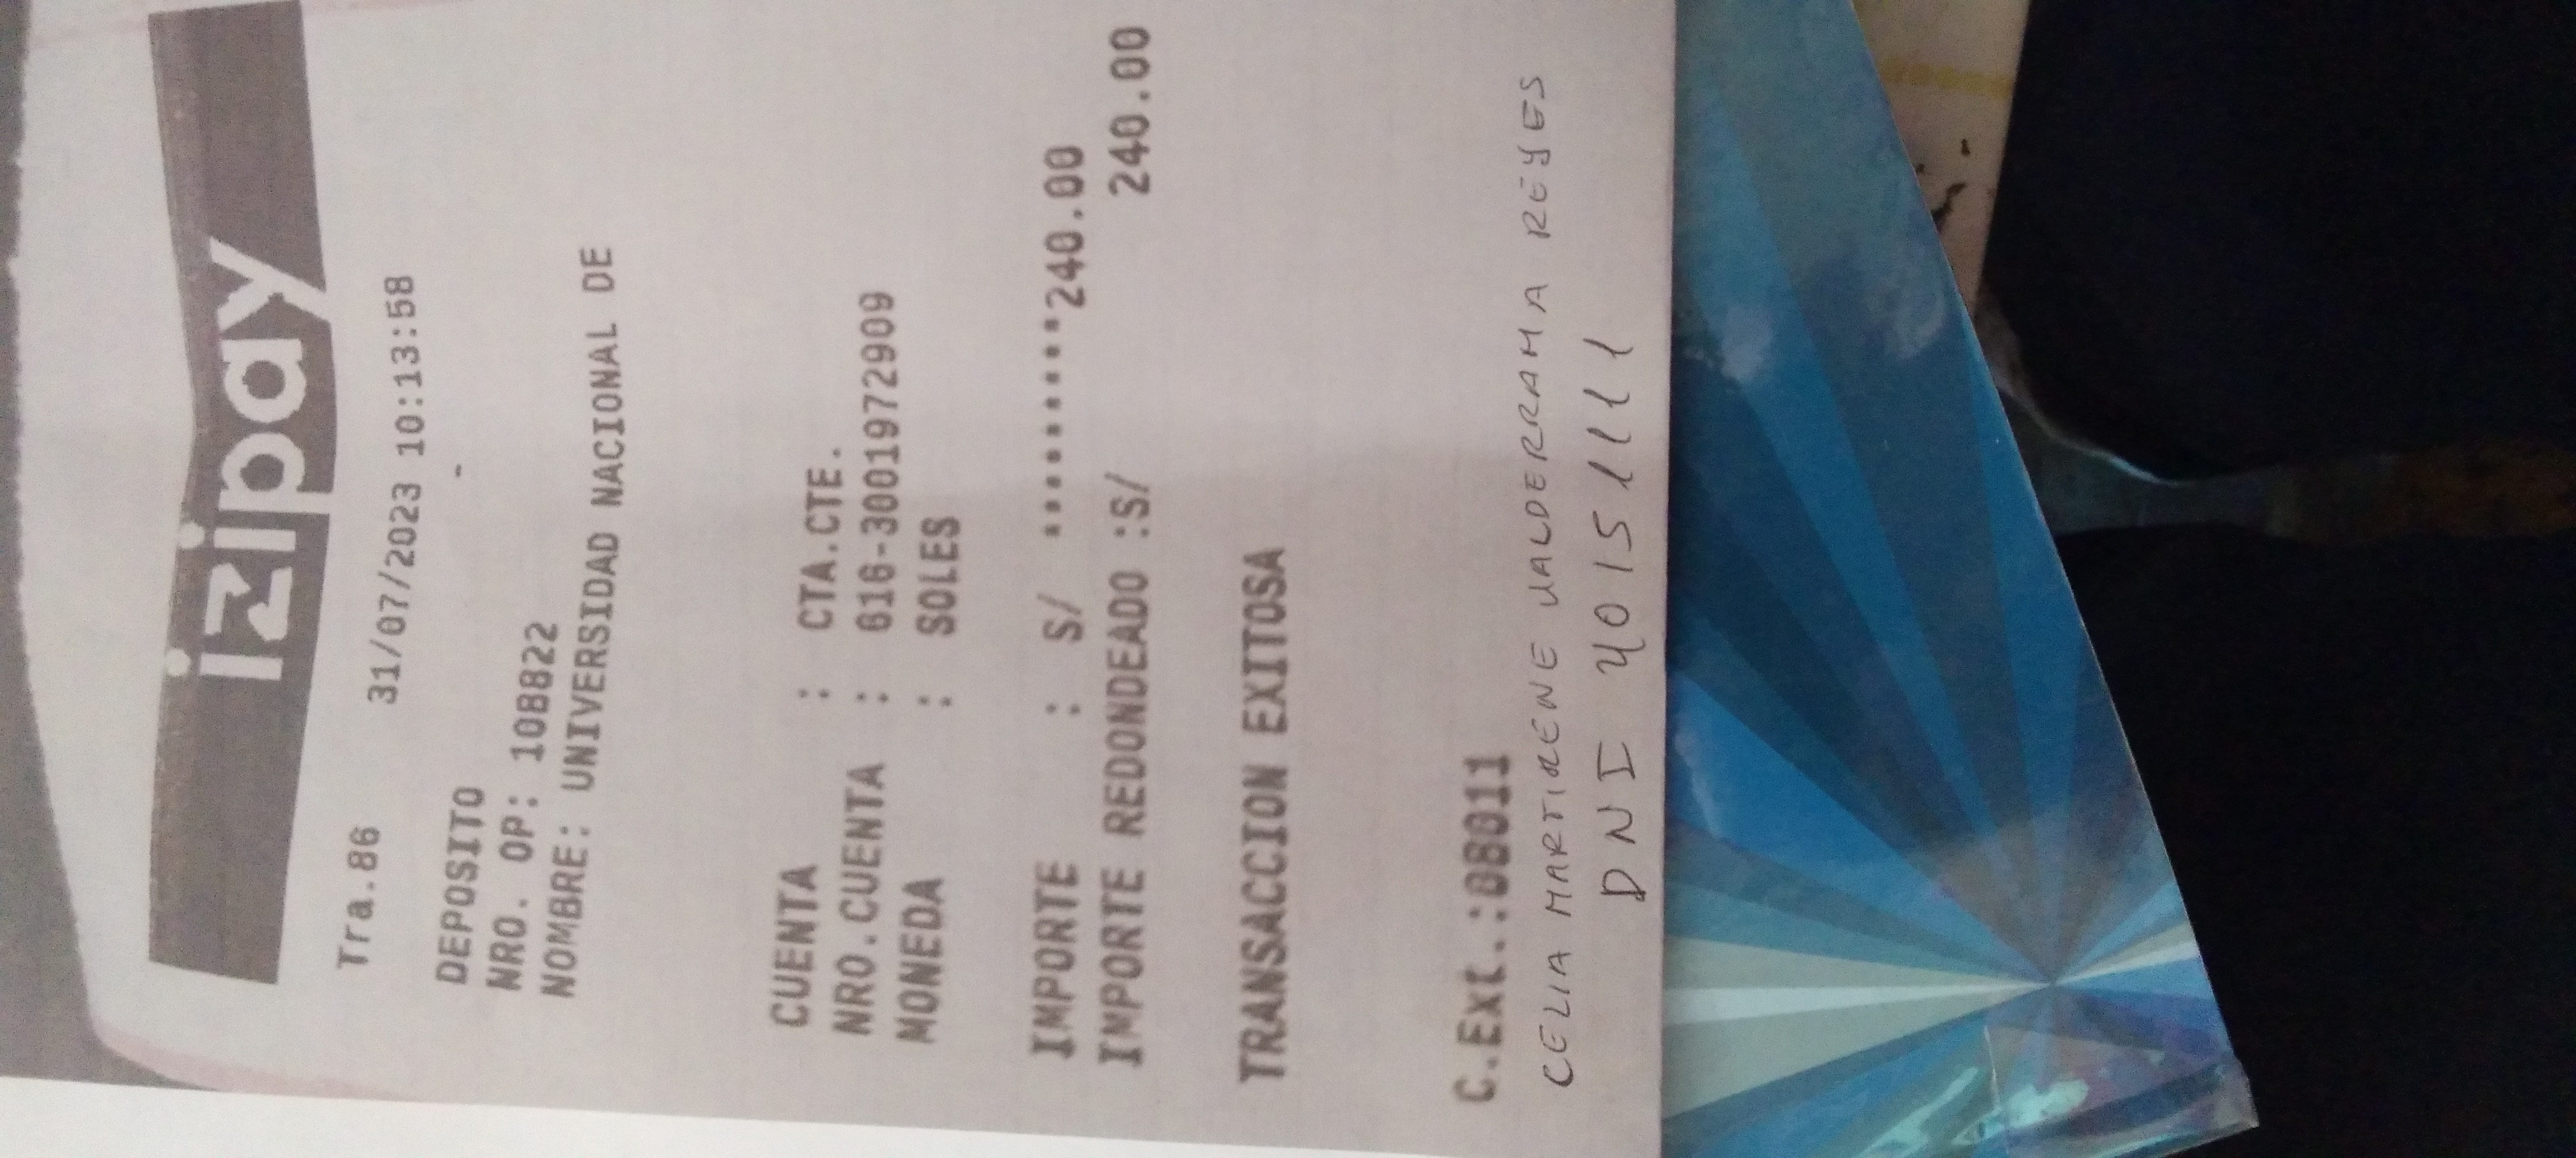 izipay
Tra.86 31/07/2023 10:13:58
DEPOSITO -
NRO. OP: 108822
NOMBRE: UNIVERSIDAD NACIONAL DE
CUENTA : CTA.CTE.
NRO.CUENTA : 616-3001972909
MONEDA : SOLES
IMPORTE : S/ **********240.00
IMPORTE REDONDEADO :S/ 240.00
TRANSACCION EXITOSA
C.Ext.:0B011
CELIA MARTIRENE VALDERRAMA REYES
DNI 40151111